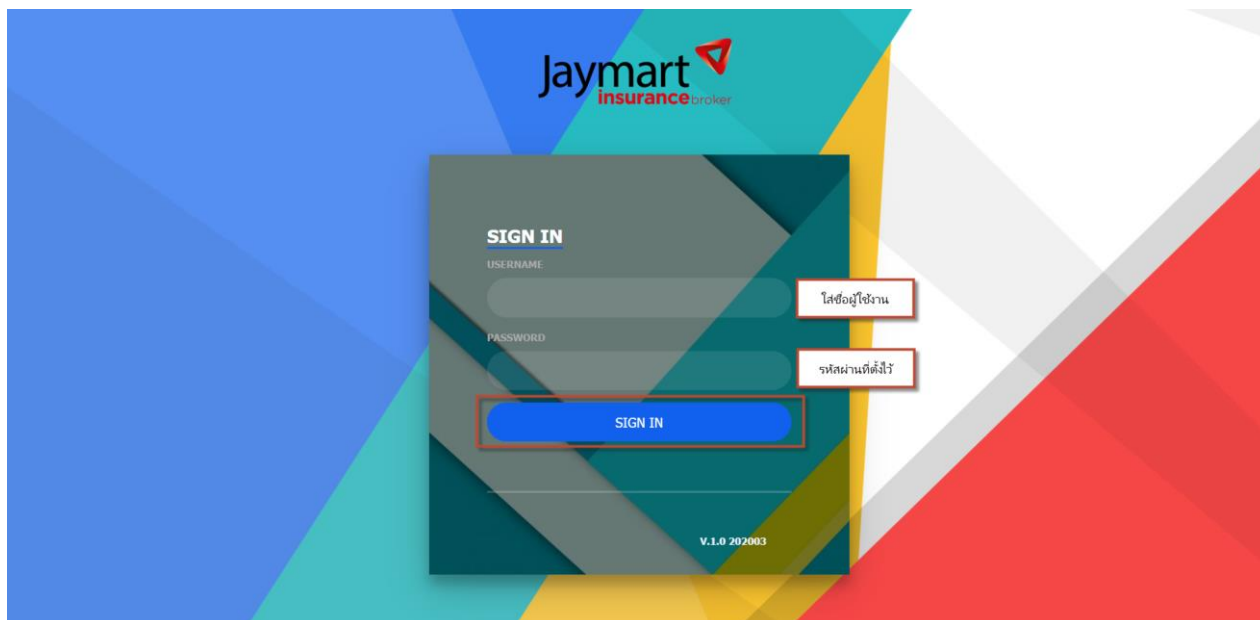 Jaymart
insurance broker
SIGN IN
USERNAME
ใส่ชื่อผู้ใช้งาน
PASSWORD
รหัสผ่านที่ตั้งไว้
SIGN IN
V.1.0 202003